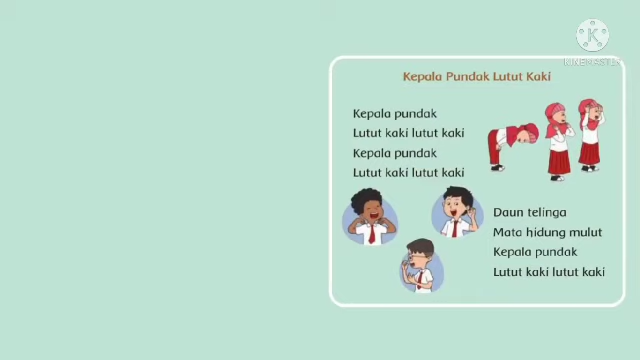 K
KINEMASTER
Kepala Pundak Lutut Kaki
Kepala pundak
Lutut kaki lutut kaki
Kepala pundak
Lutut kaki lutut kaki
Daun telinga
Mata hidung mulut
Kepala pundak
Lutut kaki lutut kaki